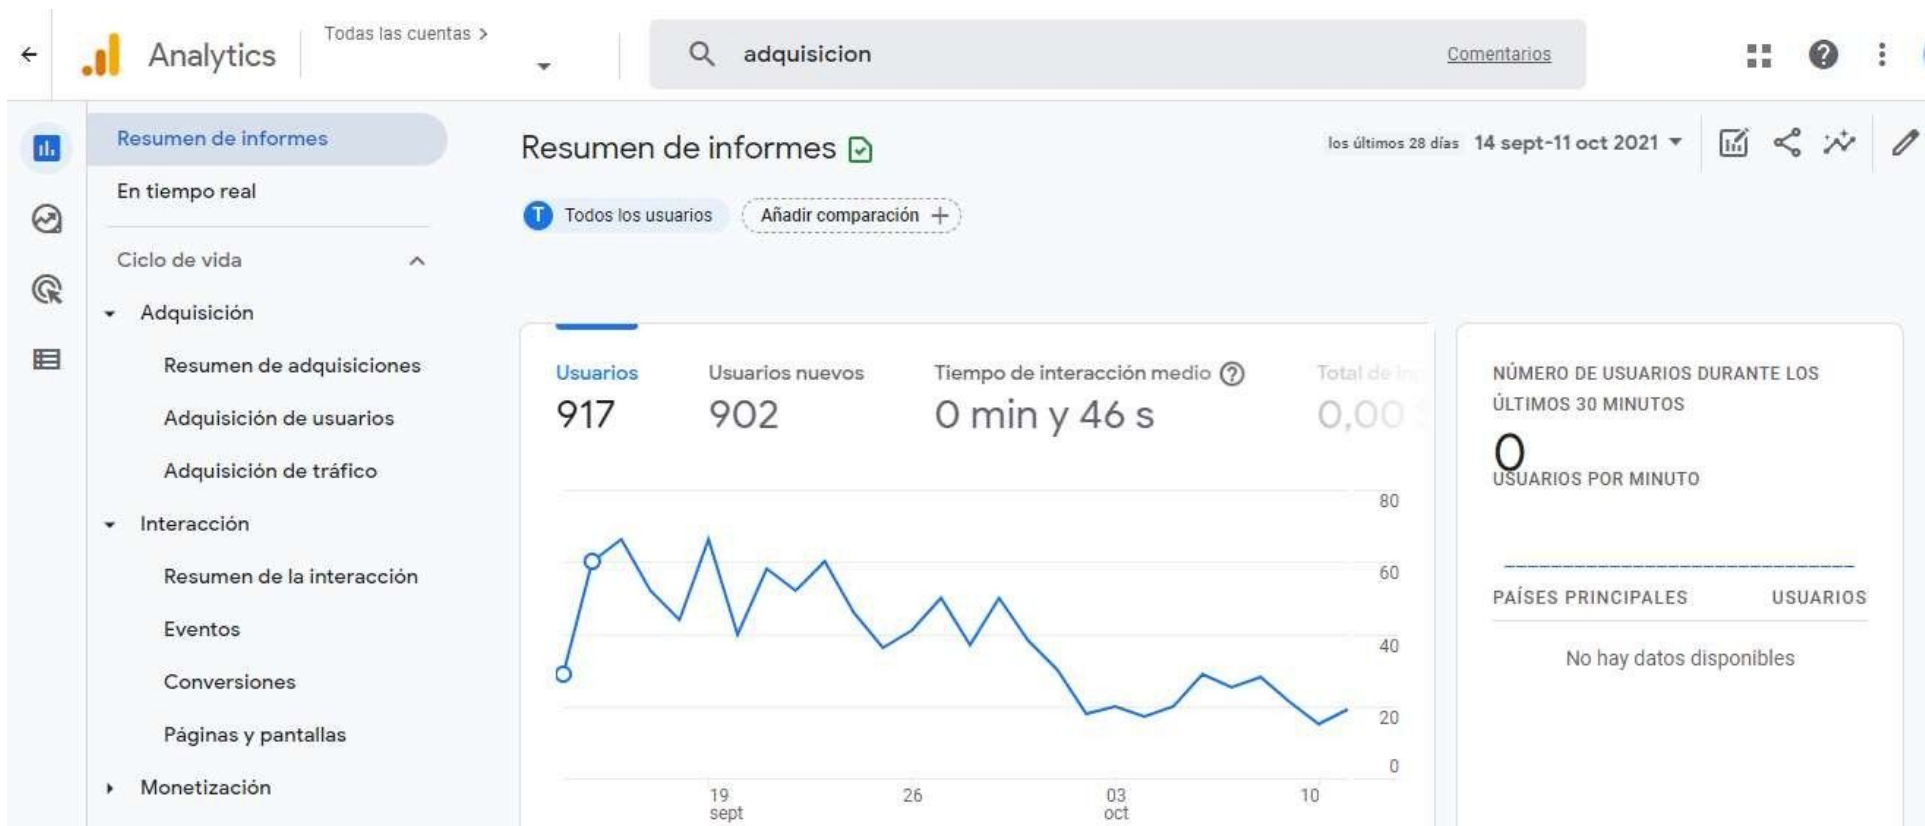 Analytics
Todas las cuentas >
adquisicion
Comentarios
Resumen de informes
En tiempo real
Ciclo de vida
Adquisición
Resumen de adquisiciones
Adquisición de usuarios
Adquisición de tráfico
Interacción
Resumen de la interacción
Eventos
Conversiones
Páginas y pantallas
Monetización
Resumen de informes
los últimos 28 días 14 sept-11 oct 2021
T Todos los usuarios
Añadir comparación +
Usuarios
917
Usuarios nuevos
902
Tiempo de interacción medio
0 min y 46 s
Total de
0,00
80
60
40
20
0
19
sept
26
03
oct
10
NÚMERO DE USUARIOS DURANTE LOS
ÚLTIMOS 30 MINUTOS
0
USUARIOS POR MINUTO
PAÍSES PRINCIPALES USUARIOS
No hay datos disponibles